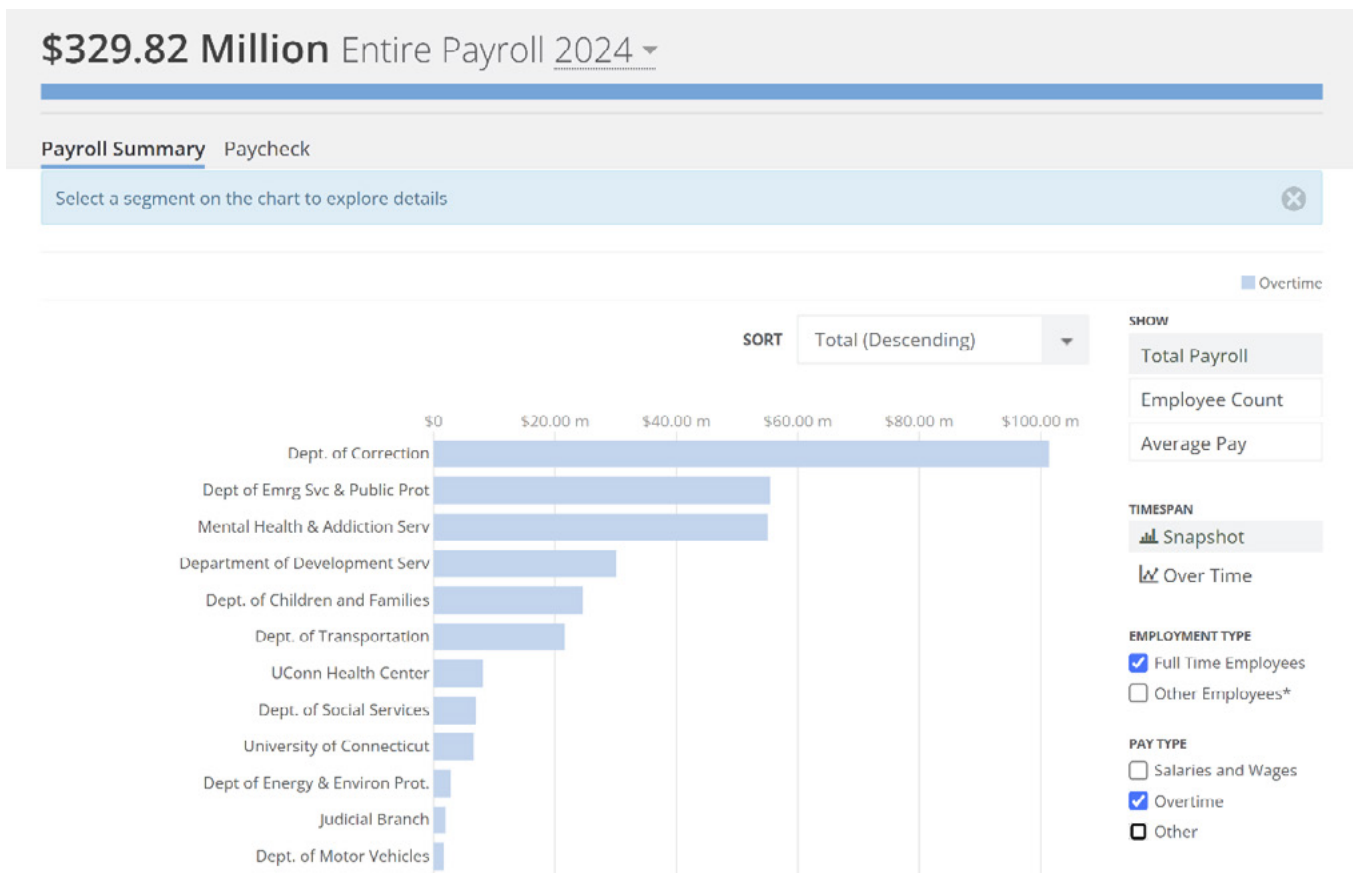 $329.82 Million Entire Payroll 2024
Payroll Summary Paycheck
Select a segment on the chart to explore details
Overtime
SORT Total (Descending)
SHOW
Total Payroll
Employee Count
Average Pay
$0 $20.00 m $40.00 m $60.00 m $80.00 m $100.00 m
Dept. of Correction
Dept of Emrg Svc & Public Prot
Mental Health & Addiction Serv
Department of Development Serv
Dept. of Children and Families
Dept. of Transportation
UConn Health Center
Dept. of Social Services
University of Connecticut
Dept of Energy & Environ Prot.
Judicial Branch
Dept. of Motor Vehicles
TIMESPAN
Snapshot
Over Time
EMPLOYMENT TYPE
Full Time Employees
Other Employees*
PAY TYPE
Salaries and Wages
Overtime
Other